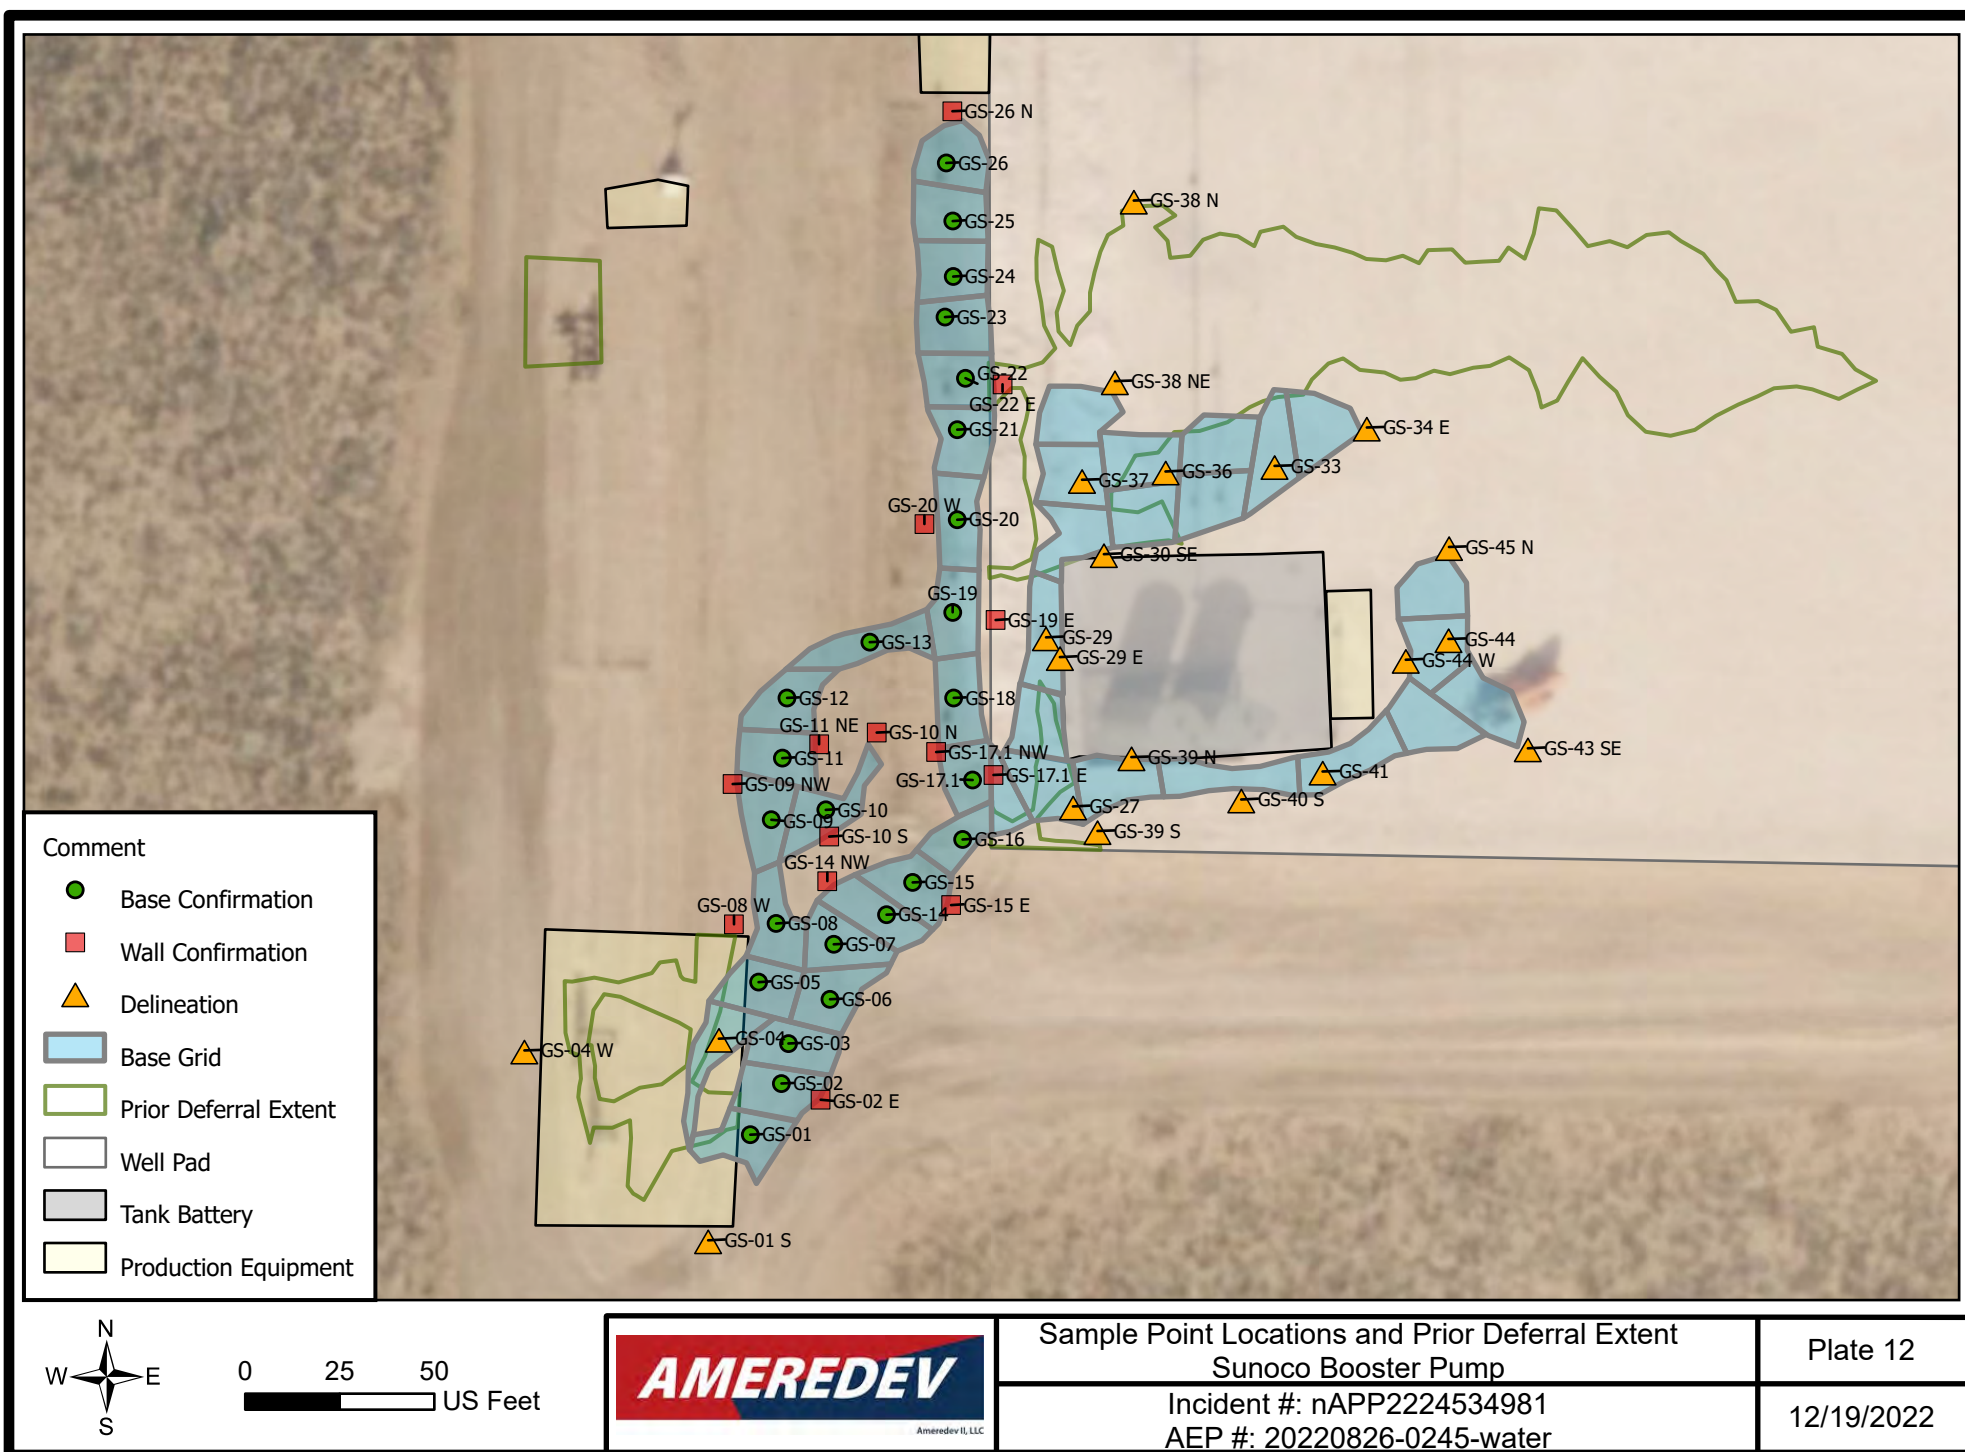 GS-26 N
GS-26
GS-25
GS-38 N
GS-24
GS-23
GS-22
GS-22 E
GS-38 NE
GS-21
GS-34 E
GS-33
GS-36
GS-37
GS-20 W
GS-20
GS-30 SE
GS-45 N
GS-19
GS-19 E
GS-13
GS-29
GS-29 E
GS-44
GS-44 W
GS-12
GS-18
GS-11 NE
GS-10 N
GS-11
GS-17.1 NW
GS-17.1
GS-17.1 E
GS-39 N
GS-41
GS-43 SE
GS-09 NW
GS-09
GS-10
GS-10 S
GS-27
GS-40 S
GS-39 S
GS-16
GS-14 NW
GS-15
GS-15 E
GS-08 W
GS-08
GS-14
GS-07
GS-05
GS-06
GS-04 W
GS-04
GS-03
GS-02
GS-02 E
GS-01
GS-01 S
Comment
Base Confirmation
Wall Confirmation
Delineation
Base Grid
Prior Deferral Extent
Well Pad
Tank Battery
Production Equipment
N
W E
S
0 25 50
US Feet
AMEREDEV
Ameredev II, LLC
Sample Point Locations and Prior Deferral Extent
Sunoco Booster Pump
Incident #: nAPP2224534981
AEP #: 20220826-0245-water
Plate 12
12/19/2022